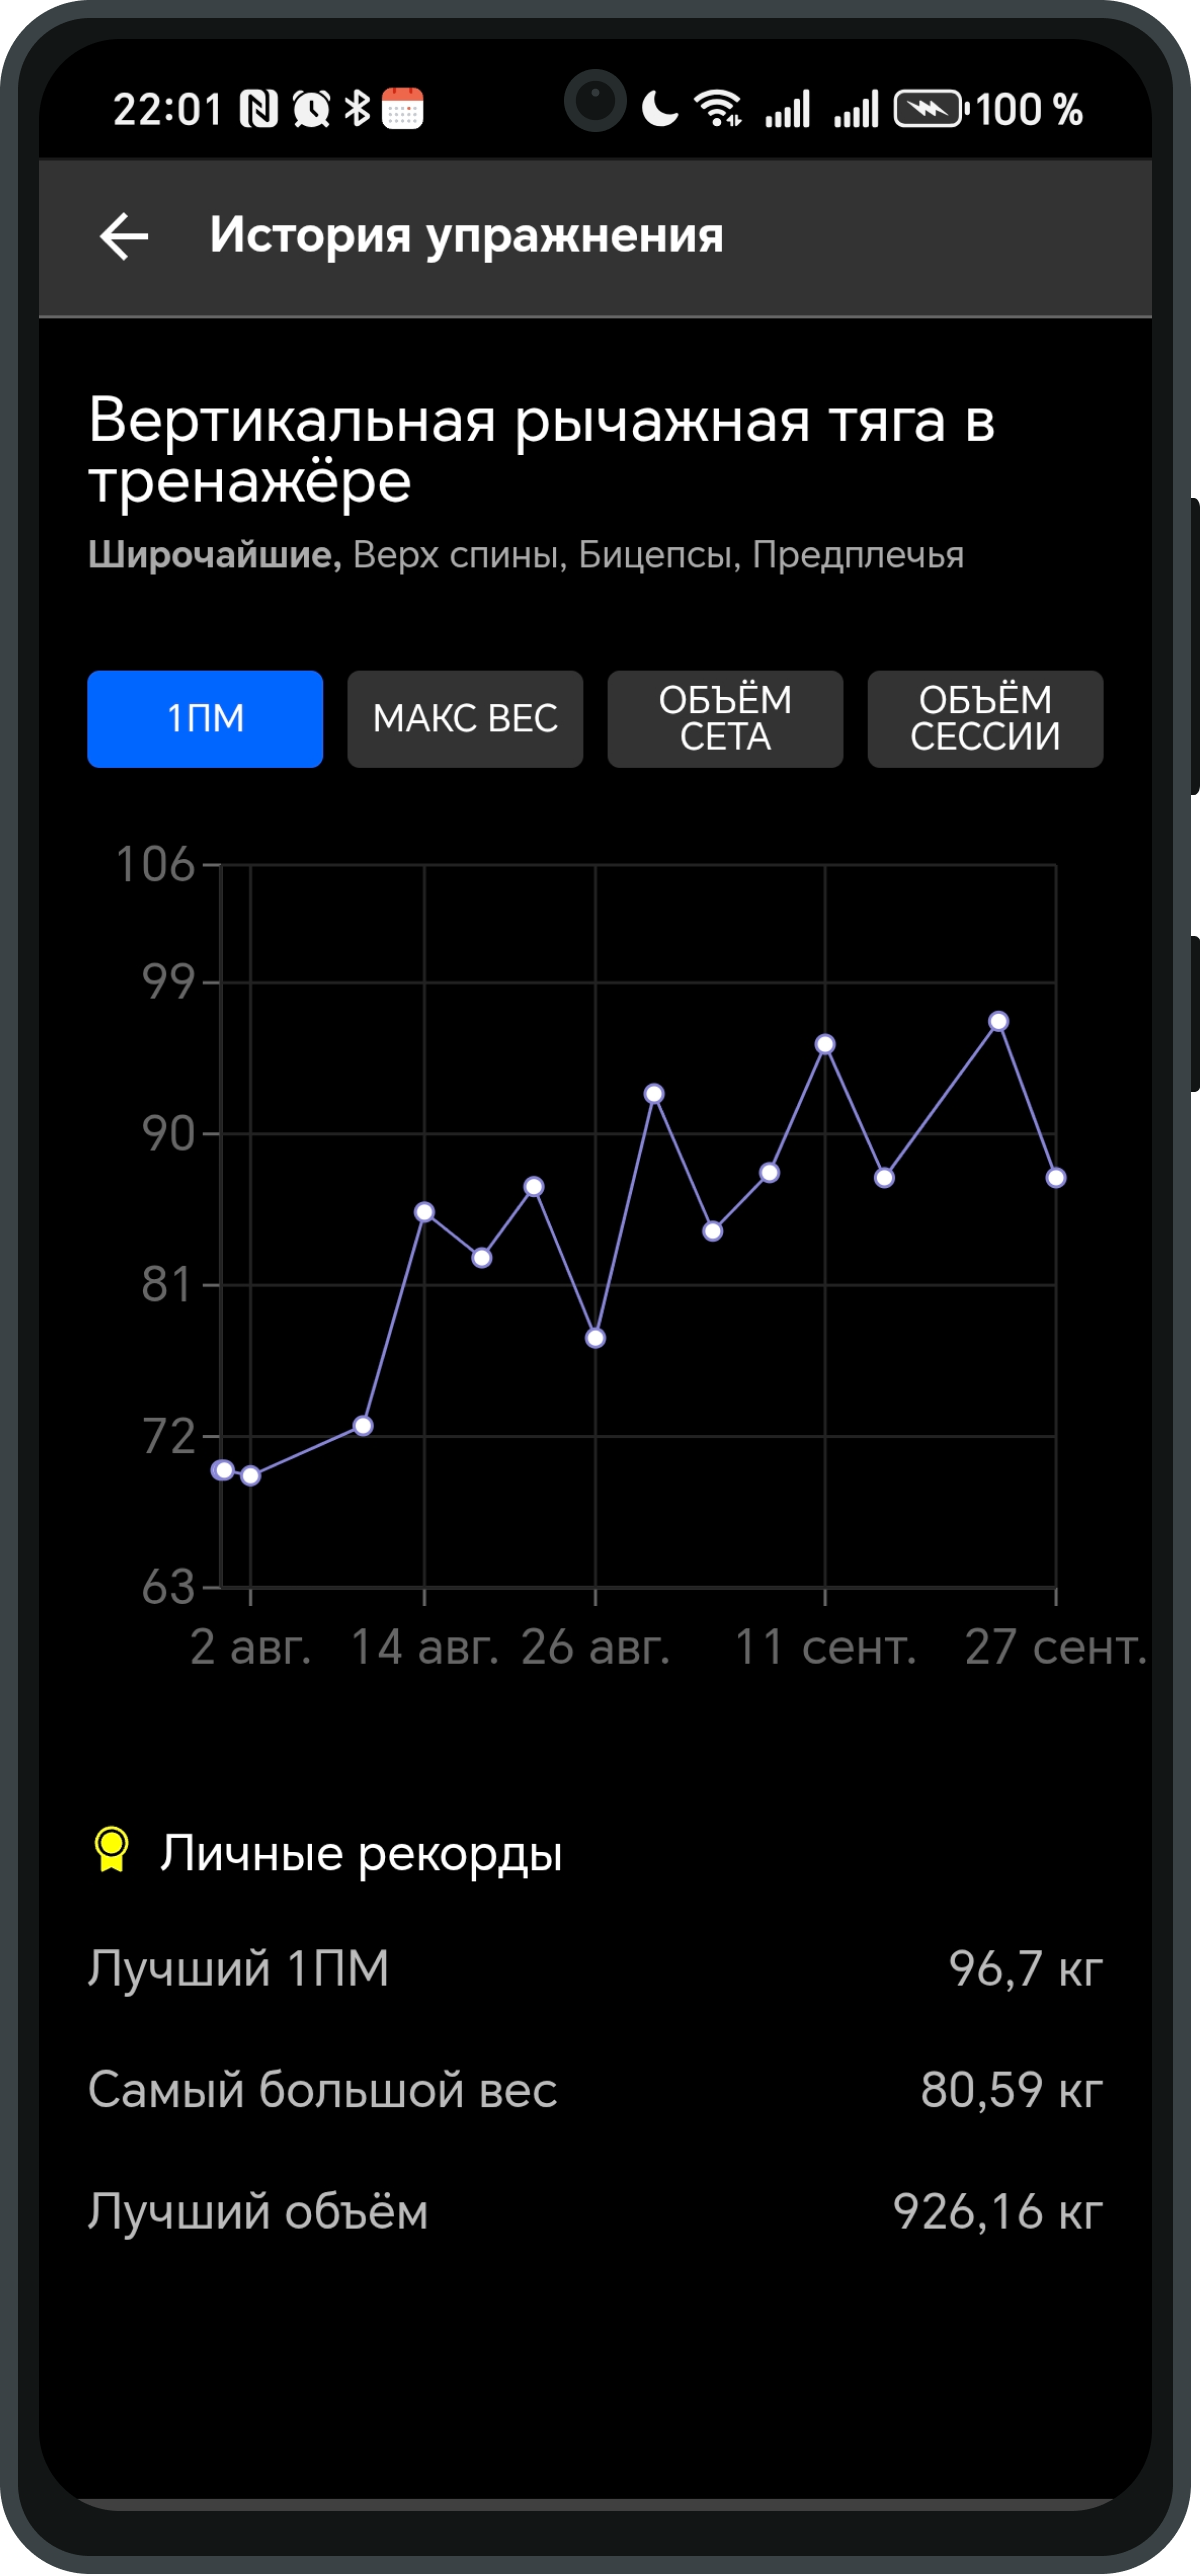 22:01 100 %
История упражнения
Вертикальная рычажная тяга в
тренажёре
Широчайшие, Верх спины, Бицепсы, Предплечья
1ПМ МАКС ВЕС ОБЪЁМ СЕТА ОБЪЁМ СЕССИИ
106
99
90
81
72
63
2 авг. 14 авг. 26 авг. 11 сент. 27 сент.
Личные рекорды
Лучший 1ПМ 96,7 кг
Самый большой вес 80,59 кг
Лучший объём 926,16 кг